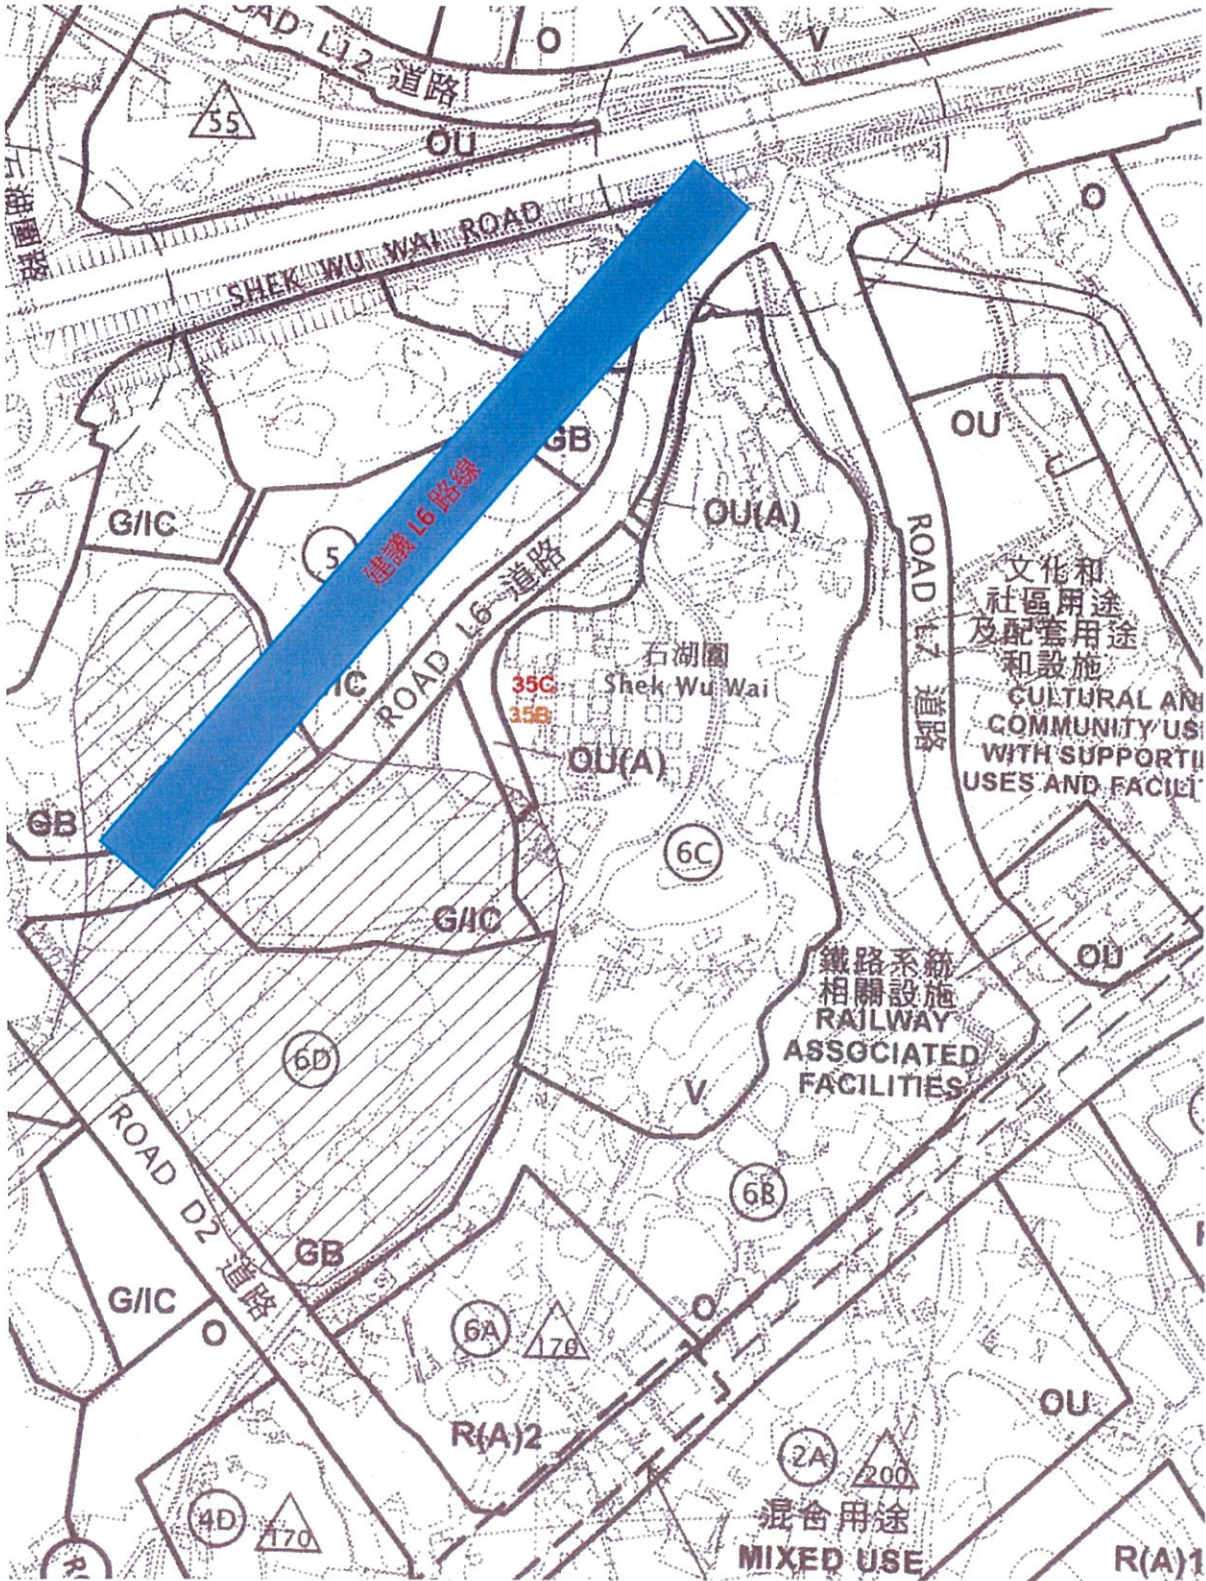 ROAD L12 道路
O
V
55
OU
石湖圍路
SHEK WU WAI ROAD
O
GB
OU
G/IC
OU(A)
5
建議 L6 路線
ROAD L6 道路
ROAD L7 道路
文化和
社區用途
及配套用途
和設施
CULTURAL AN
COMMUNITY US
WITH SUPPORTI
USES AND FACILIT
石湖圍
Shek Wu Wai
35C
35B
/IC
OU(A)
GB
6C
G/IC
OU
鐵路系統
相關設施
RAILWAY
ASSOCIATED
FACILITIES
6D
V
ROAD D2 道路
6B
GB
G/IC
O
O
6A
176
OU
R(A)2
2A
200
4D
170
混合用途
MIXED USE
R(A)1